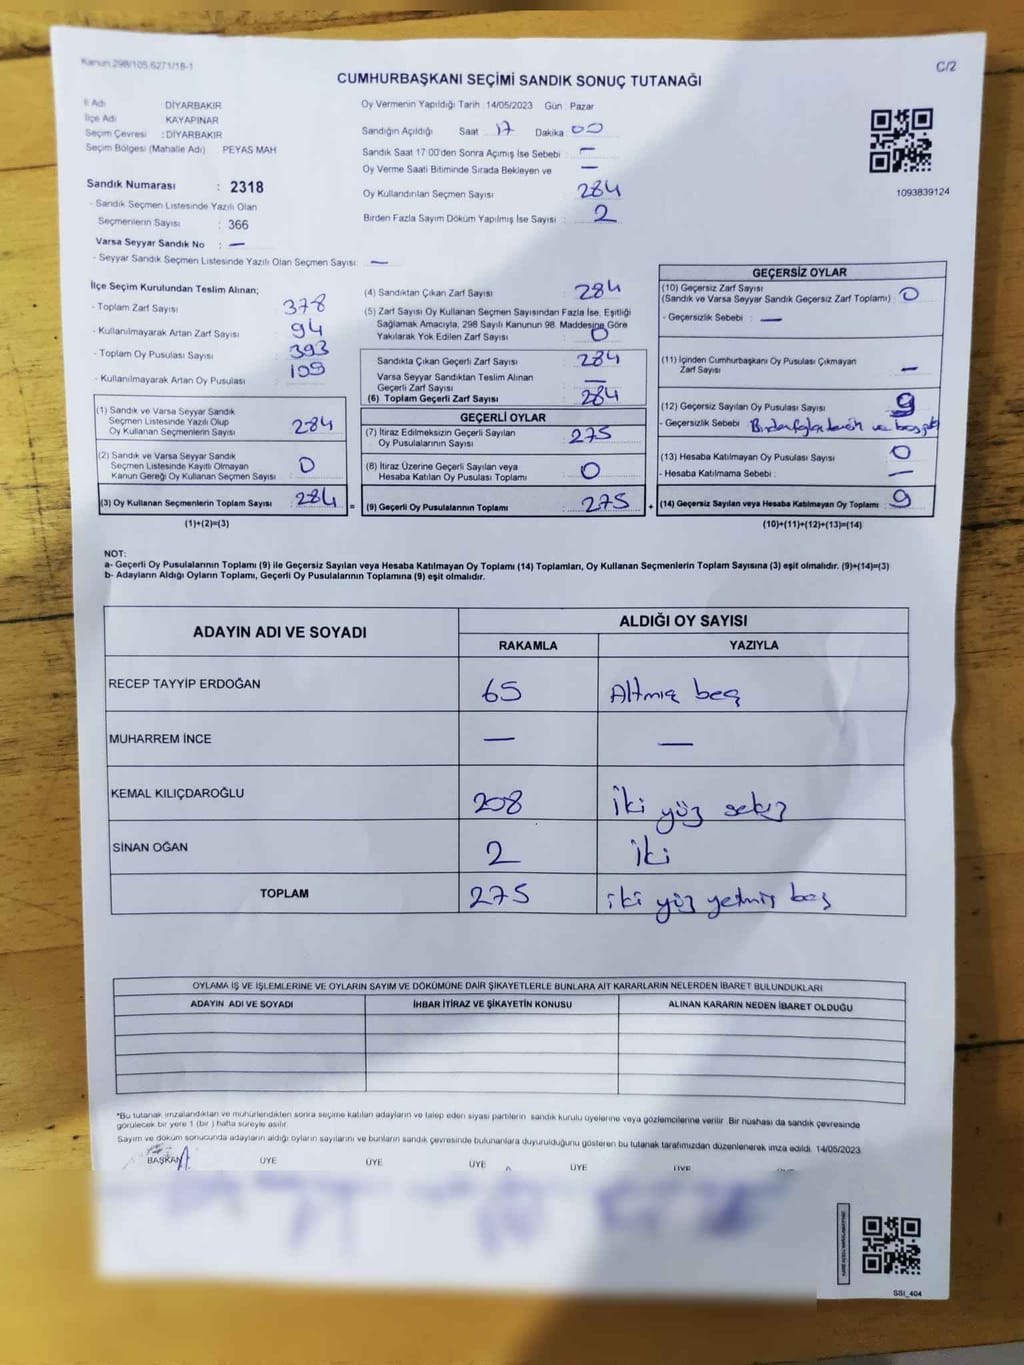 Kanun:298/105,6271/18-1
C/2
CUMHURBAŞKANI SEÇİMİ SANDIK SONUÇ TUTANAĞI
İl Adı DİYARBAKIR
İlçe Adı KAYAPINAR
Seçim Çevresi : DİYARBAKIR
Seçim Bölgesi (Mahalle Adı) PEYAS MAH
Sandık Numarası : 2318
- Sandık Seçmen Listesinde Yazılı Olan
Seçmenlerin Sayısı : 366
Varsa Seyyar Sandık No : —
- Seyyar Sandık Seçmen Listesinde Yazılı Olan Seçmen Sayısı: —
Oy Vermenin Yapıldığı Tarih : 14/05/2023 Gün : Pazar
Sandığın Açıldığı Saat 17 Dakika 00
Sandık Saat 17:00'den Sonra Açımış İse Sebebi : —
Oy Verme Saati Bitiminde Sırada Bekleyen ve —
Oy Kullandırılan Seçmen Sayısı 284
Birden Fazla Sayım Döküm Yapılmış İse Sayısı : 2
1093839124
İlçe Seçim Kurulundan Teslim Alınan;
- Toplam Zarf Sayısı 378
- Kullanılmayarak Artan Zarf Sayısı : 94
- Toplam Oy Pusulası Sayısı 393
- Kullanılmayarak Artan Oy Pusulası 109
(1) Sandık ve Varsa Seyyar Sandık
Seçmen Listesinde Yazılı Olup
Oy Kullanan Seçmenlerin Sayısı 284
(2) Sandık ve Varsa Seyyar Sandık
Seçmen Listesinde Kayıtlı Olmayan
Kanun Gereği Oy Kullanan Seçmen Sayısı : 0
(3) Oy Kullanan Seçmenlerin Toplam Sayısı : 284
(1)+(2)=(3)
(4) Sandıktan Çıkan Zarf Sayısı 284
(5) Zarf Sayısı Oy Kullanan Seçmen Sayısından Fazla İse, Eşitliği
Sağlamak Amacıyla, 298 Sayılı Kanunun 98. Maddesine Göre
Yakılarak Yok Edilen Zarf Sayısı : 0
Sandıkta Çıkan Geçerli Zarf Sayısı 284
Varsa Seyyar Sandıktan Teslim Alınan
Geçerli Zarf Sayısı —
(6) Toplam Geçerli Zarf Sayısı 284
GEÇERLİ OYLAR
(7) İtiraz Edilmeksizin Geçerli Sayılan
Oy Pusulalarının Sayısı 275
(8) İtiraz Üzerine Geçerli Sayılan veya
Hesaba Katılan Oy Pusulası Toplamı : 0
=
(9) Geçerli Oy Pusulalarının Toplamı 275
GEÇERSİZ OYLAR
(10) Geçersiz Zarf Sayısı
(Sandık ve Varsa Seyyar Sandık Geçersiz Zarf Toplamı) : 0
- Geçersizlik Sebebi : —
(11) İçinden Cumhurbaşkanı Oy Pusulası Çıkmayan
Zarf Sayısı —
(12) Geçersiz Sayılan Oy Pusulası Sayısı : 9
- Geçersizlik Sebebi : ve
(13) Hesaba Katılmayan Oy Pusulası Sayısı : 0
- Hesaba Katılmama Sebebi : —
+
(14) Geçersiz Sayılan veya Hesaba Katılmayan Oy Toplamı : 9
(10)+(11)+(12)+(13)=(14)
NOT:
a- Geçerli Oy Pusulalarının Toplamı (9) ile Geçersiz Sayılan veya Hesaba Katılmayan Oy Toplamı (14) Toplamları, Oy Kullanan Seçmenlerin Toplam Sayısına (3) eşit olmalıdır. (9)+(14)=(3)
b- Adayların Aldığı Oyların Toplamı, Geçerli Oy Pusulalarının Toplamına (9) eşit olmalıdır.
ADAYIN ADI VE SOYADI
ALDIĞI OY SAYISI
RAKAMLA YAZIYLA
RECEP TAYYİP ERDOĞAN 65 Altmış beş
MUHARREM İNCE — —
KEMAL KILIÇDAROĞLU 208 iki yüz sekiz
SİNAN OĞAN 2 iki
TOPLAM 275 iki yüz yetmiş beş
OYLAMA İŞ VE İŞLEMLERİNE VE OYLARIN SAYIM VE DÖKÜMÜNE DAİR ŞİKAYETLERLE BUNLARA AİT KARARLARIN NELERDEN İBARET BULUNDUKLARI
ADAYIN ADI VE SOYADI İHBAR İTİRAZ VE ŞİKAYETİN KONUSU ALINAN KARARIN NEDEN İBARET OLDUĞU
*Bu tutanak imzalandıktan ve mühürlendikten sonra seçime katılan adayların ve talep eden siyasi partilerin sandık kurulu üyelerine veya gözlemcilerine verilir. Bir nüshası da sandık çevresinde
görülecek bir yere 1 (bir ) hafta süreyle asılır.
Sayım ve döküm sonucunda adayların aldığı oyların sayılarını ve bunların sandık çevresinde bulunanlara duyurulduğunu gösteren bu tutanak tarafımızdan düzenlenerek imza edildi. 14/05/2023
BAŞKAN ÜYE ÜYE ÜYE ÜYE ÜYE
SSI_404